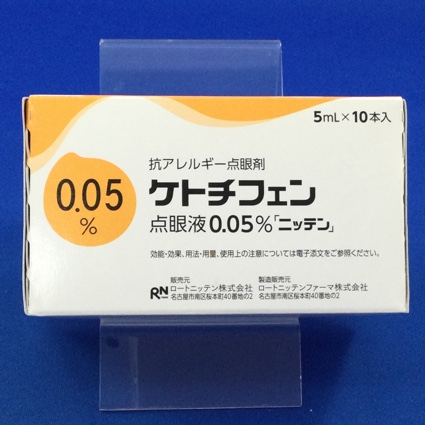 5mL×10本入
抗アレルギー点眼剤
0.05
%
ケトチフェン
点眼液0.05%「ニッテン」
効能・効果、用法・用量、使用上の注意については電子添文をご参照ください。
RN
販売元
ロートニッテン株式会社
名古屋市南区桜本町40番地の2
製造販売元
ロートニッテンファーマ株式会社
名古屋市南区桜本町40番地の2